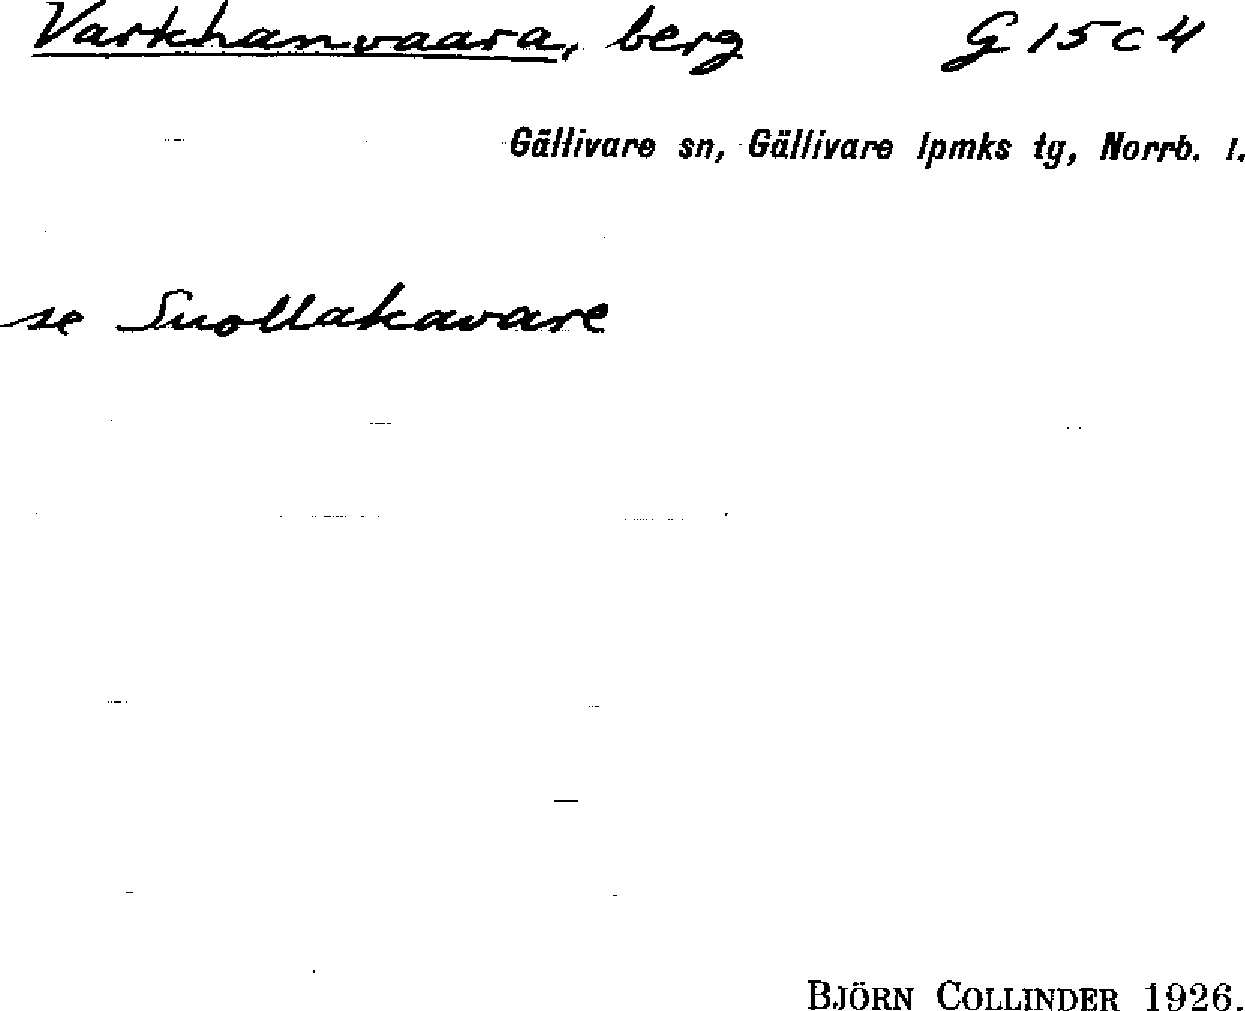 Varkhanvaara, berg G 15 c 4
Gällivare sn, Gällivare lpmks tg, Norrb. l.
se Suollakavare
BJÖRN COLLINDER 1926.